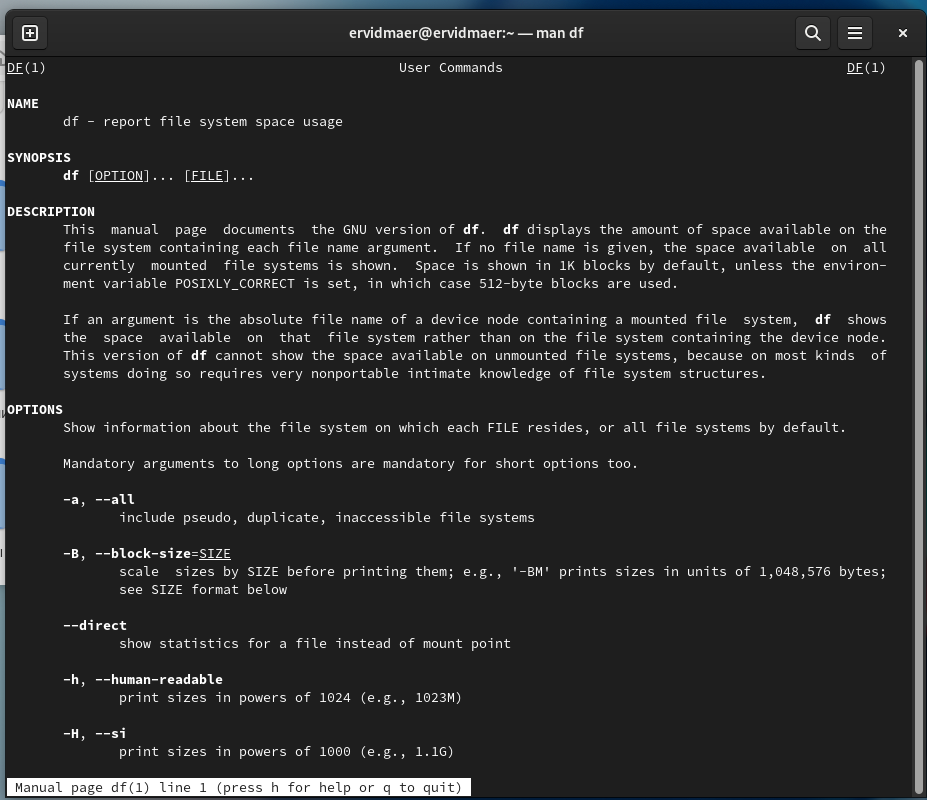 ervidmaer@ervidmaer:~ — man df
DF(1) User Commands DF(1)
NAME
df - report file system space usage
SYNOPSIS
df [OPTION]... [FILE]...
DESCRIPTION
This manual page documents the GNU version of df. df displays the amount of space available on the
file system containing each file name argument. If no file name is given, the space available on all
currently mounted file systems is shown. Space is shown in 1K blocks by default, unless the environ-
ment variable POSIXLY_CORRECT is set, in which case 512-byte blocks are used.
If an argument is the absolute file name of a device node containing a mounted file system, df shows
the space available on that file system rather than on the file system containing the device node.
This version of df cannot show the space available on unmounted file systems, because on most kinds of
systems doing so requires very nonportable intimate knowledge of file system structures.
OPTIONS
Show information about the file system on which each FILE resides, or all file systems by default.
Mandatory arguments to long options are mandatory for short options too.
-a, --all
include pseudo, duplicate, inaccessible file systems
-B, --block-size=SIZE
scale sizes by SIZE before printing them; e.g., '-BM' prints sizes in units of 1,048,576 bytes;
see SIZE format below
--direct
show statistics for a file instead of mount point
-h, --human-readable
print sizes in powers of 1024 (e.g., 1023M)
-H, --si
print sizes in powers of 1000 (e.g., 1.1G)
Manual page df(1) line 1 (press h for help or q to quit)